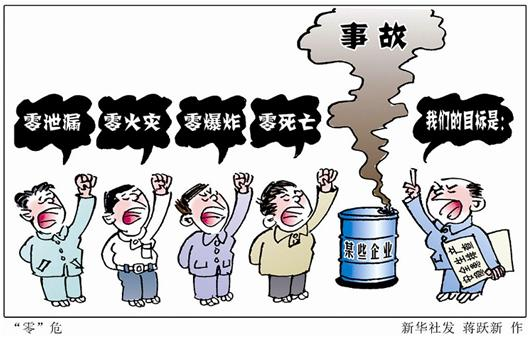 事故
零泄漏
零火灾
零爆炸
零死亡
我们的目标是：
某些企业
“零”危
新华社发 蒋跃新 作